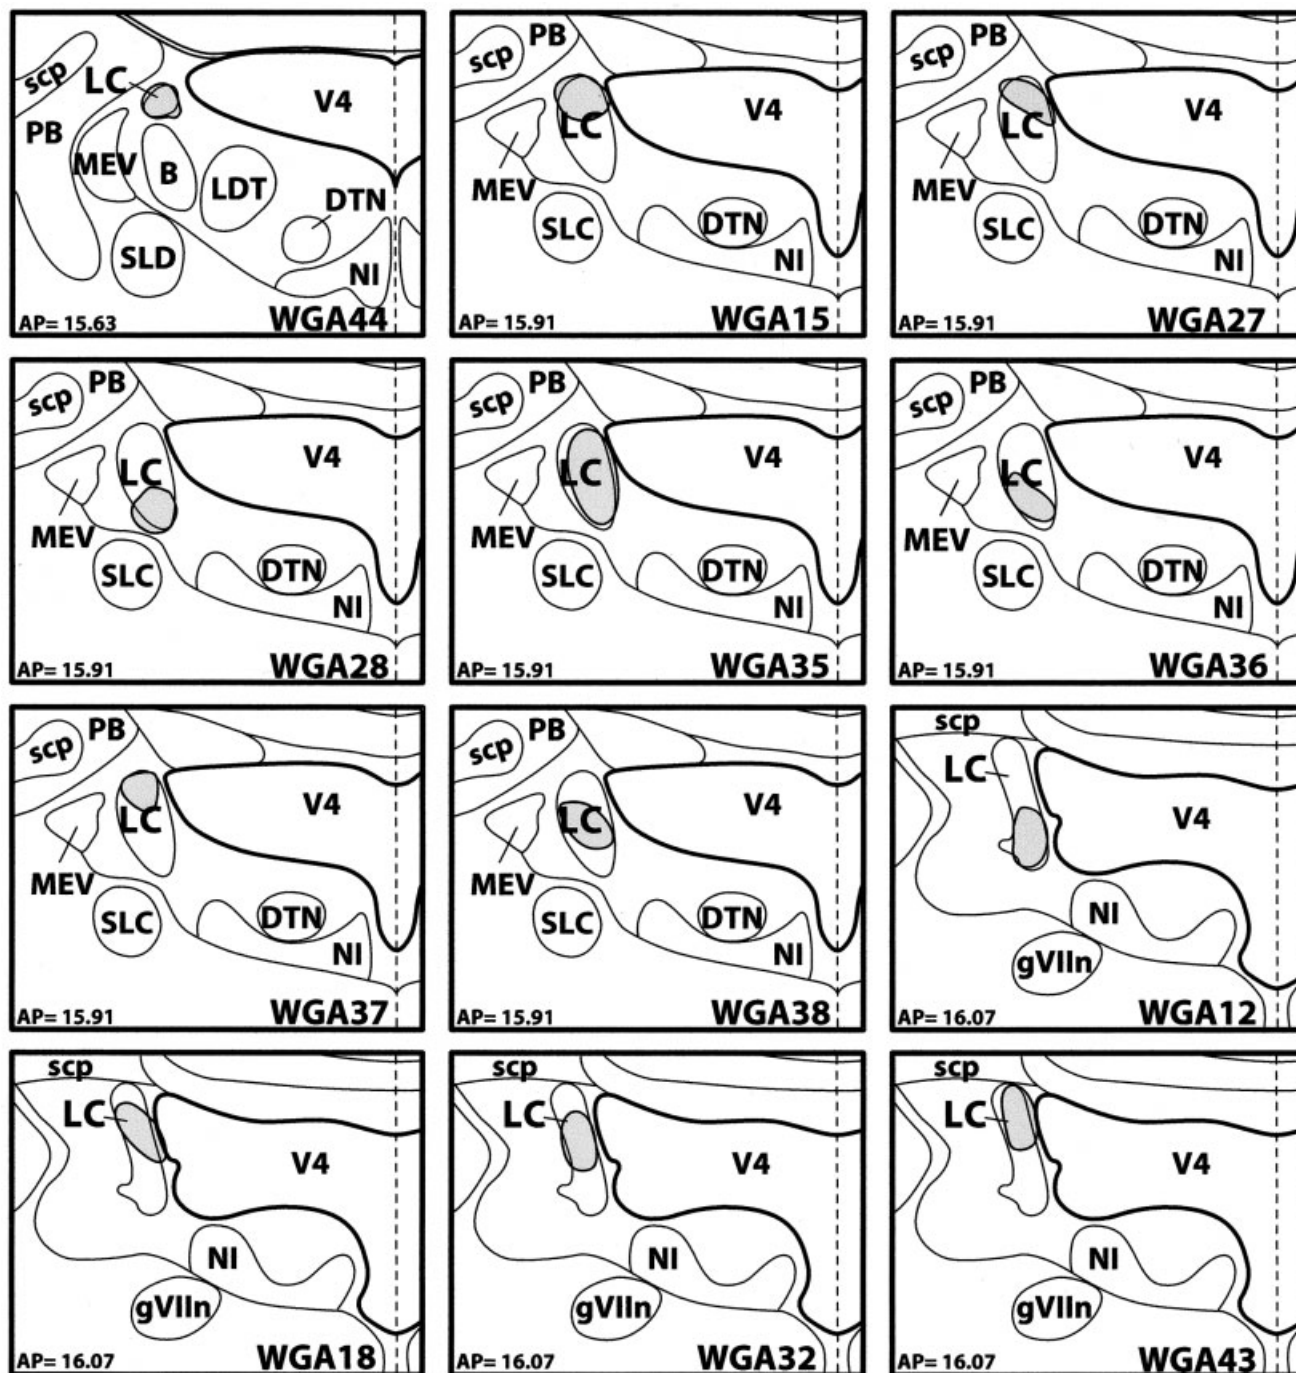 scp
LC
V4
PB
MEV
B
LDT
DTN
SLD
NI
AP= 15.63
WGA44
PB
scp
V4
LC
MEV
SLC
DTN
NI
AP= 15.91
WGA15
PB
scp
V4
LC
MEV
SLC
DTN
NI
AP= 15.91
WGA27
PB
scp
V4
LC
MEV
SLC
DTN
NI
AP= 15.91
WGA28
PB
scp
V4
LC
MEV
SLC
DTN
NI
AP= 15.91
WGA35
PB
scp
V4
LC
MEV
SLC
DTN
NI
AP= 15.91
WGA36
PB
scp
V4
LC
MEV
SLC
DTN
NI
AP= 15.91
WGA37
PB
scp
V4
LC
MEV
SLC
DTN
NI
AP= 15.91
WGA38
scp
LC
V4
NI
gVIIn
AP= 16.07
WGA12
scp
LC
V4
NI
gVIIn
AP= 16.07
WGA18
scp
LC
V4
NI
gVIIn
AP= 16.07
WGA32
scp
LC
V4
NI
gVIIn
AP= 16.07
WGA43